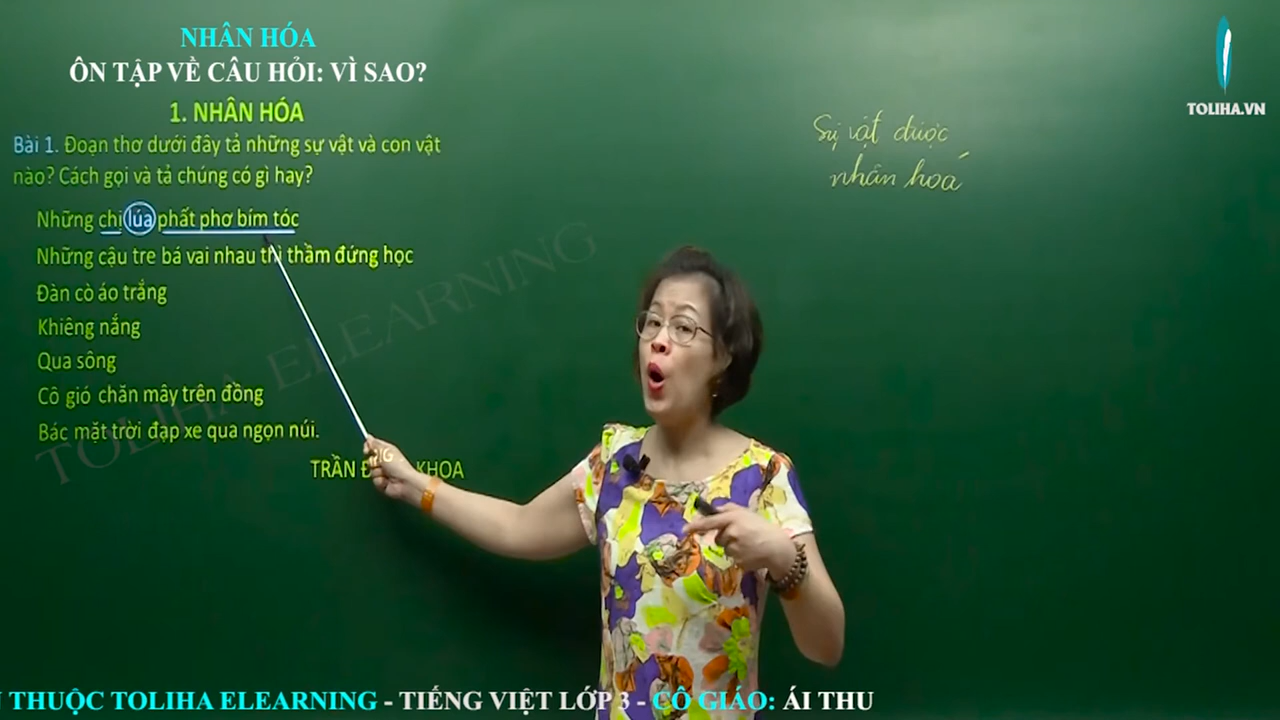 NHÂN HÓA
ÔN TẬP VỀ CÂU HỎI: VÌ SAO?
1. NHÂN HÓA
Bài 1. Đoạn thơ dưới đây tả những sự vật và con vật
nào? Cách gọi và tả chúng có gì hay?
Những chị lúa phất phơ bím tóc
Những cậu tre bá vai nhau thì thầm đứng học
Đàn cò áo trắng
Khiêng nắng
Qua sông
Cô gió chăn mây trên đồng
Bác mặt trời đạp xe qua ngọn núi.
TRẦN KHOA
Sự vật được
nhân hoá
TOLIHA.VN
TOLIHA ELEARNING
THUỘC TOLIHA ELEARNING - TIẾNG VIỆT LỚP 3 - CÔ GIÁO: ÁI THU